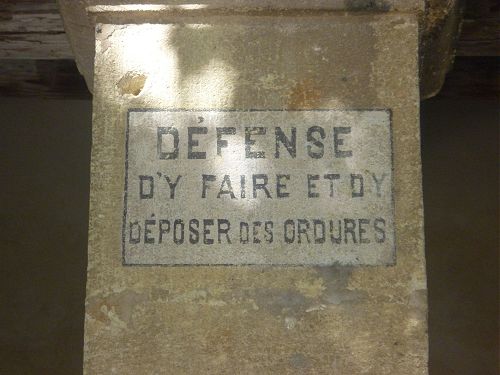 DÉFENSE
D'Y FAIRE ET D'Y
DÉPOSER DES ORDURES